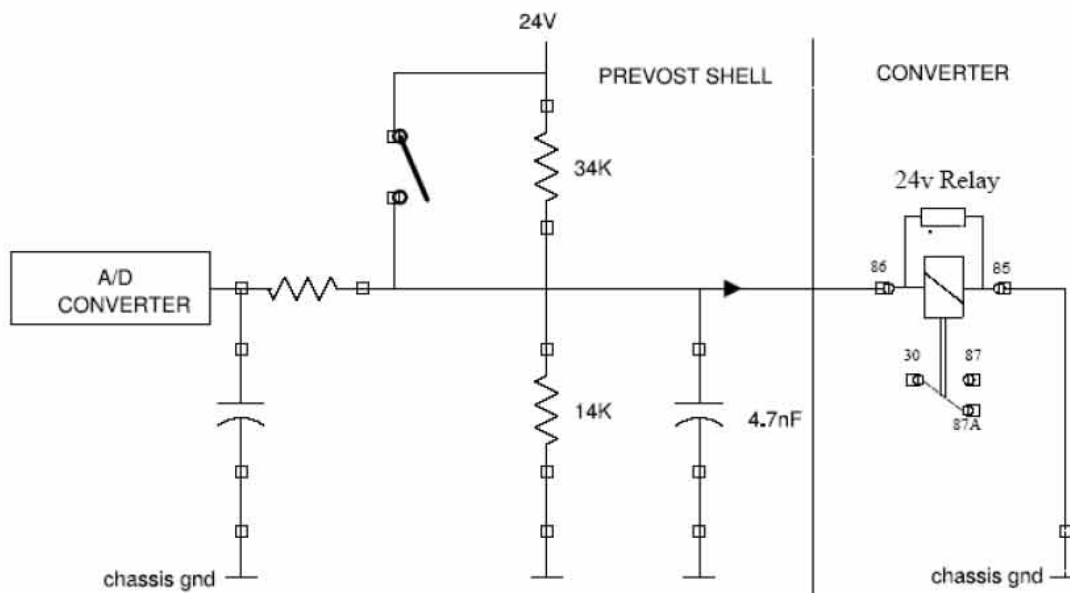 24V
PREVOST SHELL
CONVERTER
34K
24v Relay
A/D
CONVERTER
86
85
30
87
14K
4.7nF
87A
chassis gnd
chassis gnd